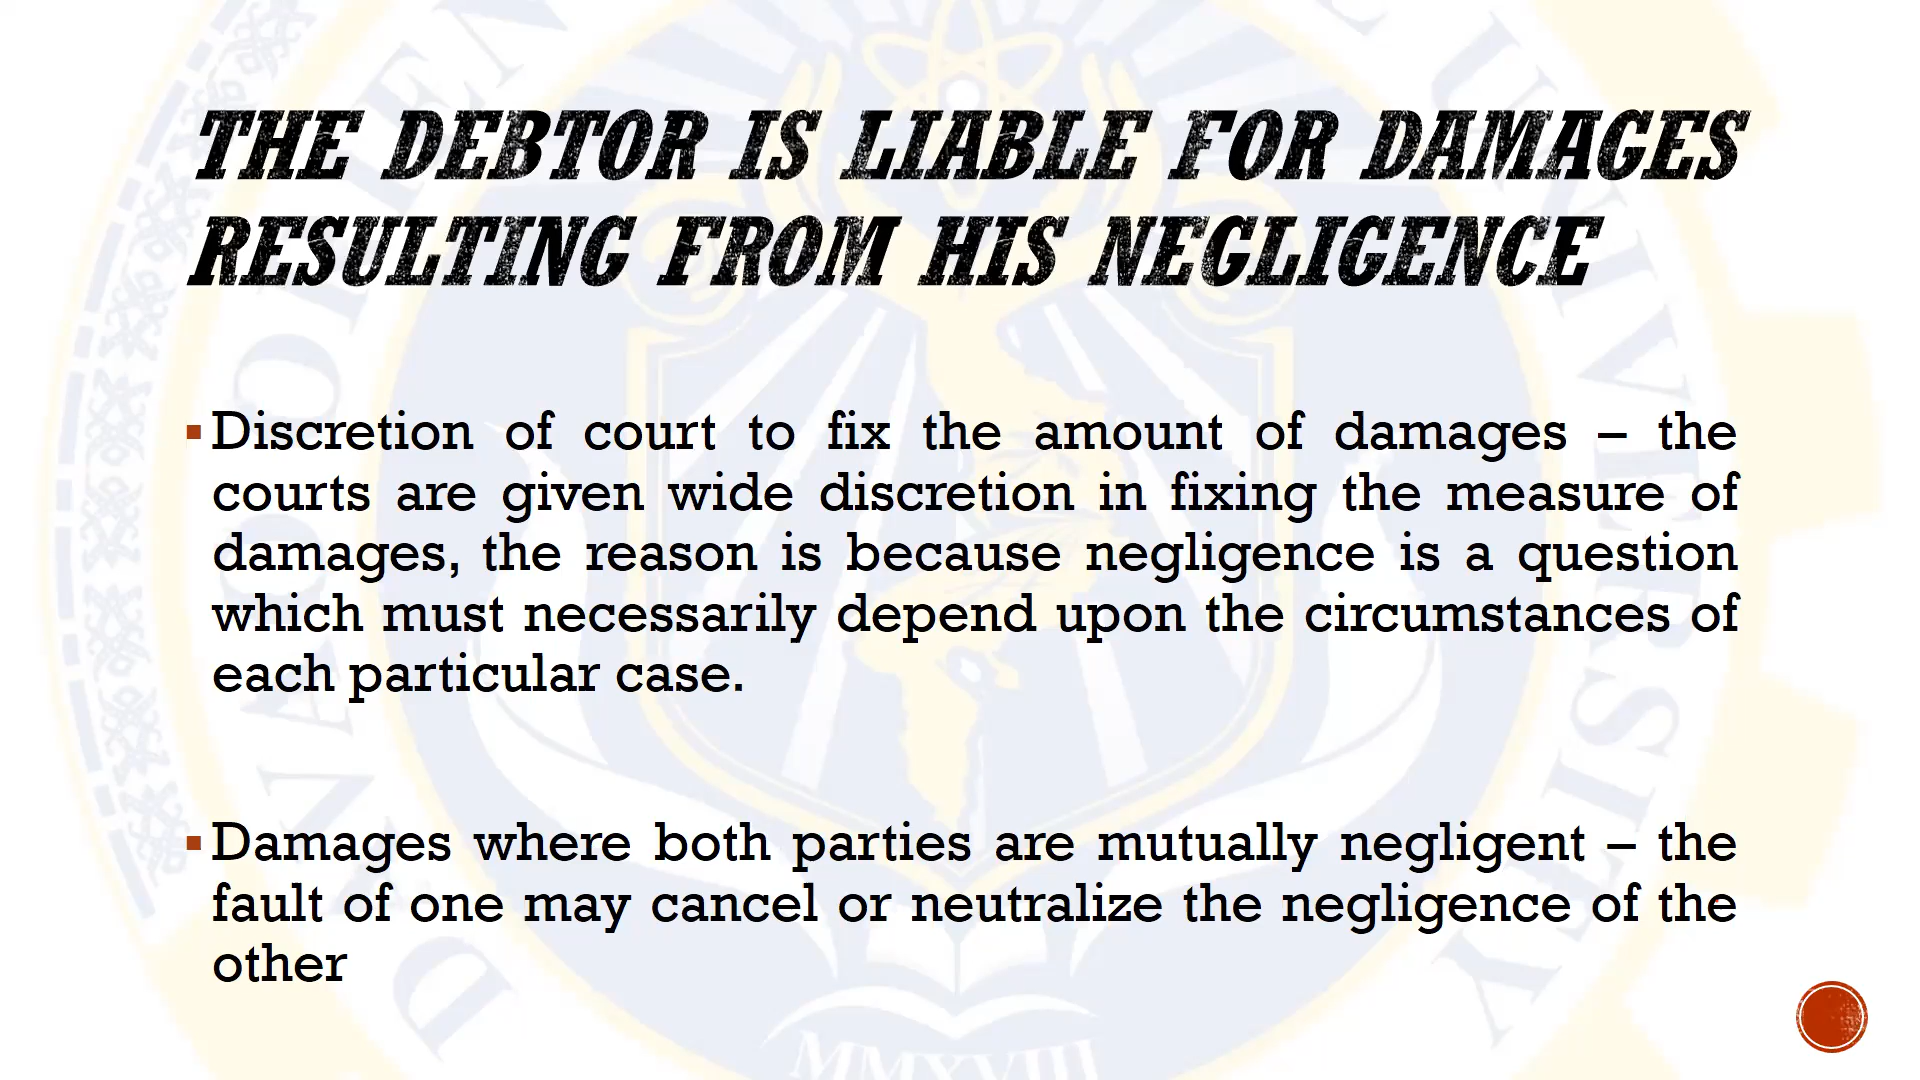 THE DEBTOR IS LIABLE FOR DAMAGES
RESULTING FROM HIS NEGLIGENCE
▪Discretion of court to fix the amount of damages – the
courts are given wide discretion in fixing the measure of
damages, the reason is because negligence is a question
which must necessarily depend upon the circumstances of
each particular case.
▪Damages where both parties are mutually negligent – the
fault of one may cancel or neutralize the negligence of the
other
MMXVIII